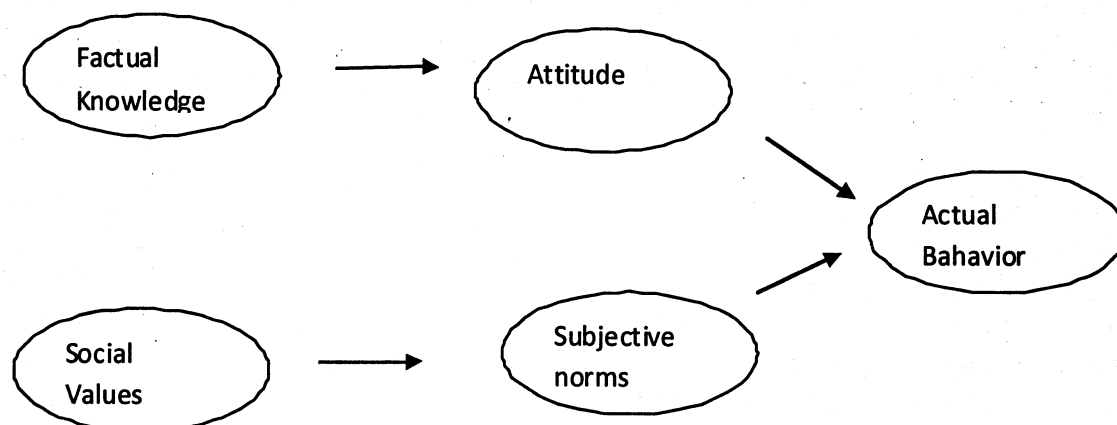 Factual
Knowledge
Attitude
Actual
Bahavior
Subjective
norms
Social
Values